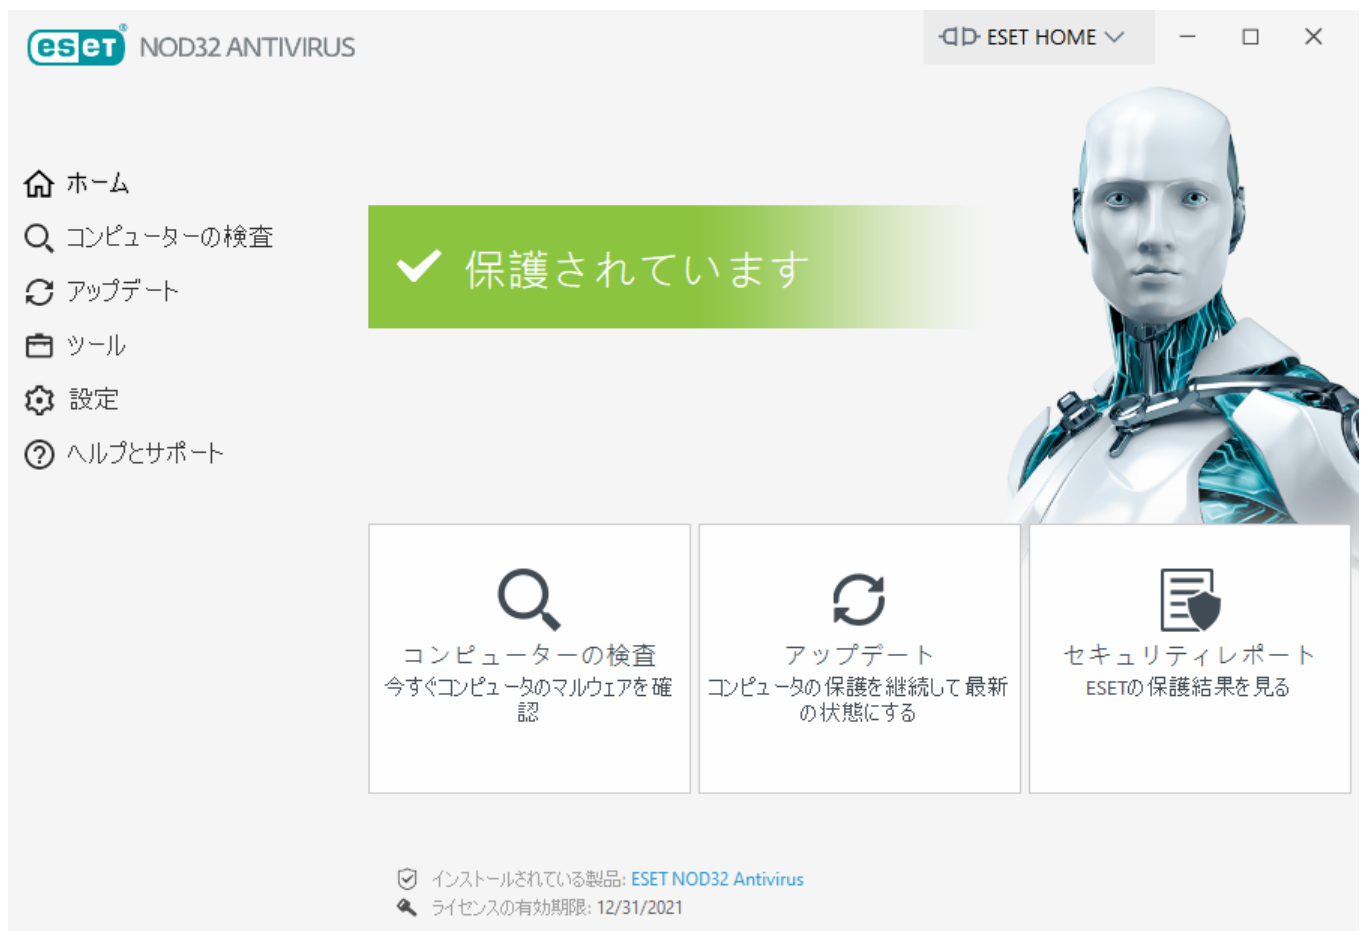 eset® NOD32 ANTIVIRUS
ESET HOME
ホーム
コンピューターの検査
アップデート
ツール
設定
ヘルプとサポート
保護されています
コンピューターの検査
今すぐコンピュータのマルウェアを確
認
アップデート
コンピュータの保護を継続して最新
の状態にする
セキュリティレポート
ESETの保護結果を見る
インストールされている製品: ESET NOD32 Antivirus
ライセンスの有効期限: 12/31/2021